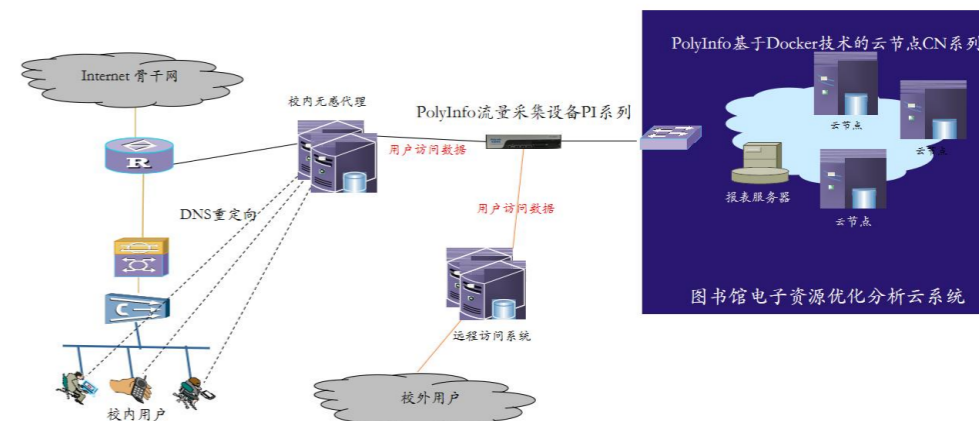 PolyInfo基于Docker技术的云节点CN系列
Internet 骨干网
校内无感代理
PolyInfo流量采集设备PI系列
云节点
云节点
R
用户访问数据
报表服务器
DNS重定向
用户访问数据
云节点
图书馆电子资源优化分析云系统
C
远程访问系统
校内用户
校外用户